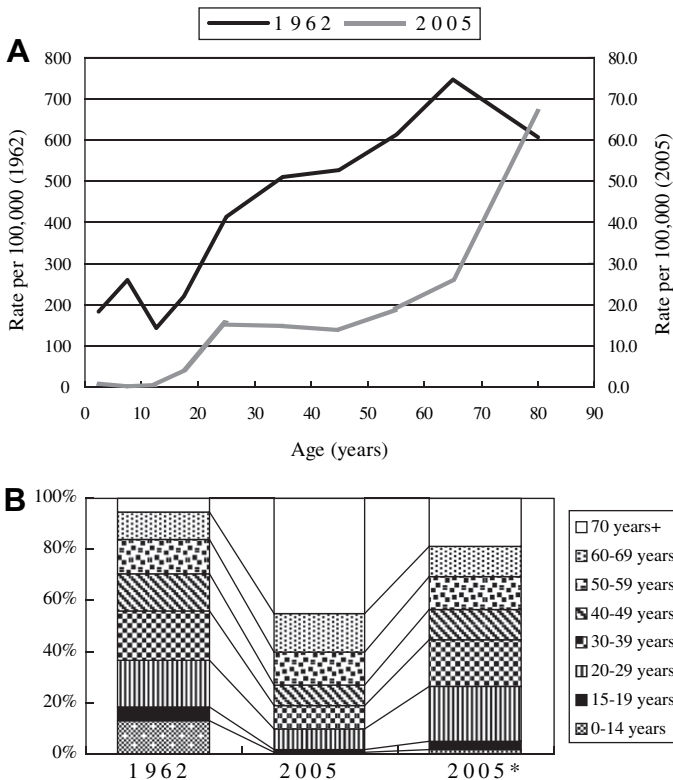 1962 2005
A
800 80.0
700 70.0
600 60.0
500 50.0
400 40.0
300 30.0
200 20.0
100 10.0
0 0.0
Rate per 100,000 (1962)
Rate per 100,000 (2005)
0 10 20 30 40 50 60 70 80 90
Age (years)
B
100%
80%
60%
40%
20%
0%
1962 2005 2005*
70 years+
60-69 years
50-59 years
40-49 years
30-39 years
20-29 years
15-19 years
0-14 years